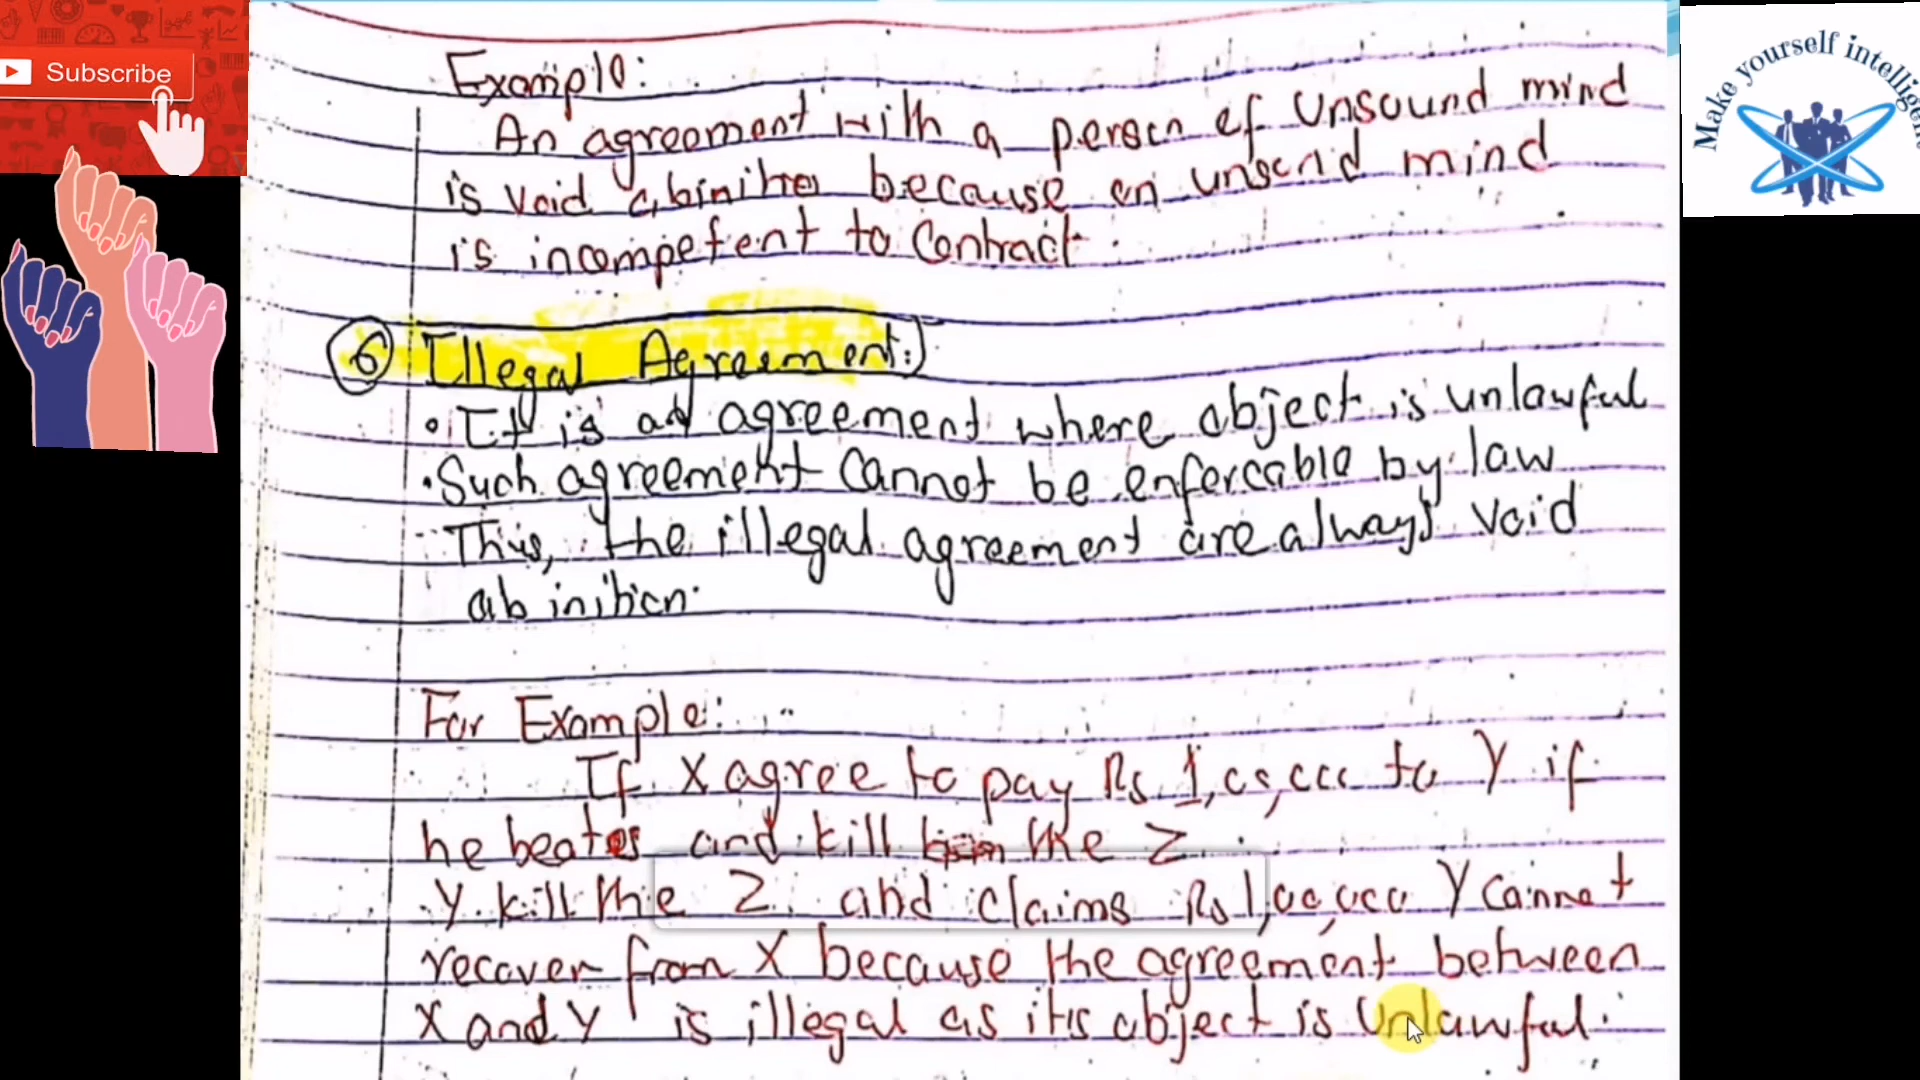 Subscribe
Make yourself intelligent
Example:
An agreement with a person of unsound mind
is void abinitio because an unsound mind
is incompetent to contract.
6 Illegal Agreement:
• It is an agreement where object is unlawful
• Such agreement cannot be enforcable by law
Thus, the illegal agreement are always void
ab inition.
For Example:
If X agree to pay Rs 1,00,000 to Y if
he beates and kill the Z.
Y kill the Z and claims Rs 1,00,000 Y cannot
recover from X because the agreement between
X and Y is illegal as its object is unlawful.